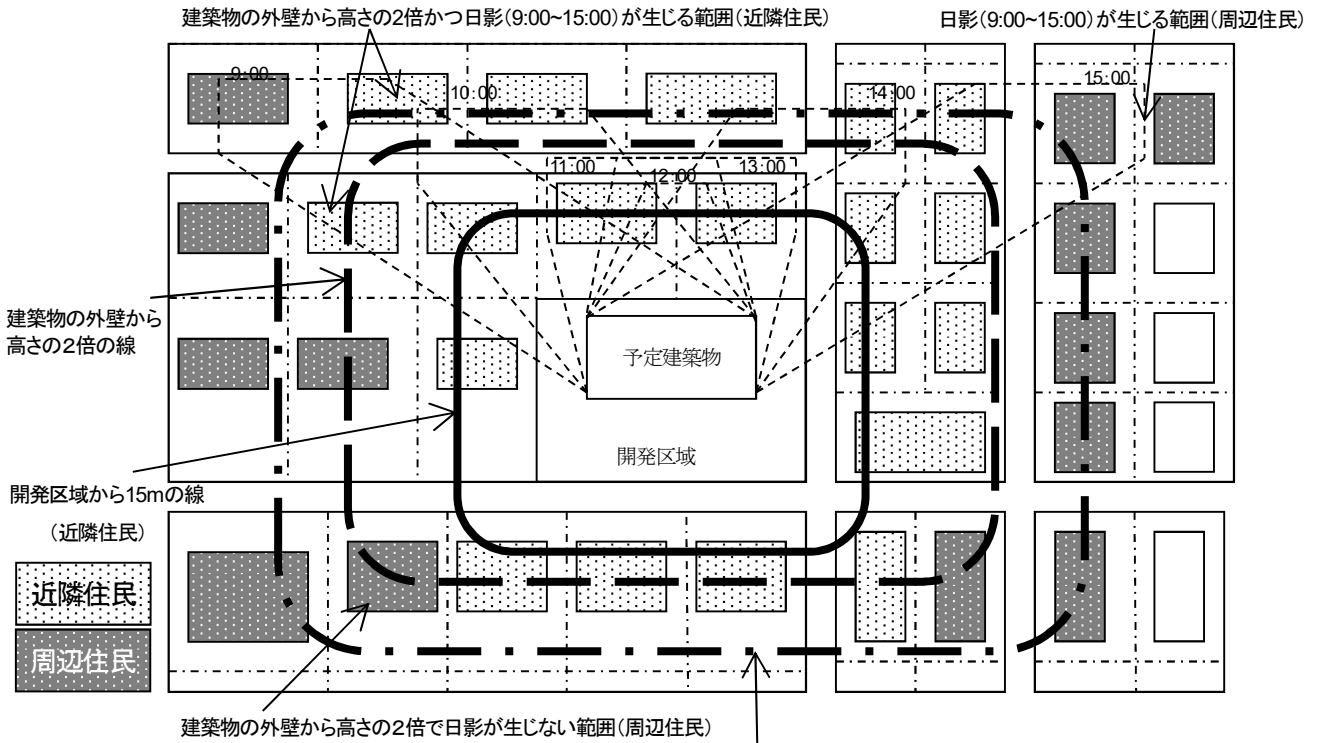 建築物の外壁から高さの2倍かつ日影(9:00~15:00)が生じる範囲(近隣住民)
日影(9:00~15:00)が生じる範囲(周辺住民)
9:00
10:00
14:00
15:00
11:00
12:00
13:00
建築物の外壁から
高さの2倍の線
予定建築物
開発区域
開発区域から15mの線
(近隣住民)
近隣住民
周辺住民
建築物の外壁から高さの2倍で日影が生じない範囲(周辺住民)